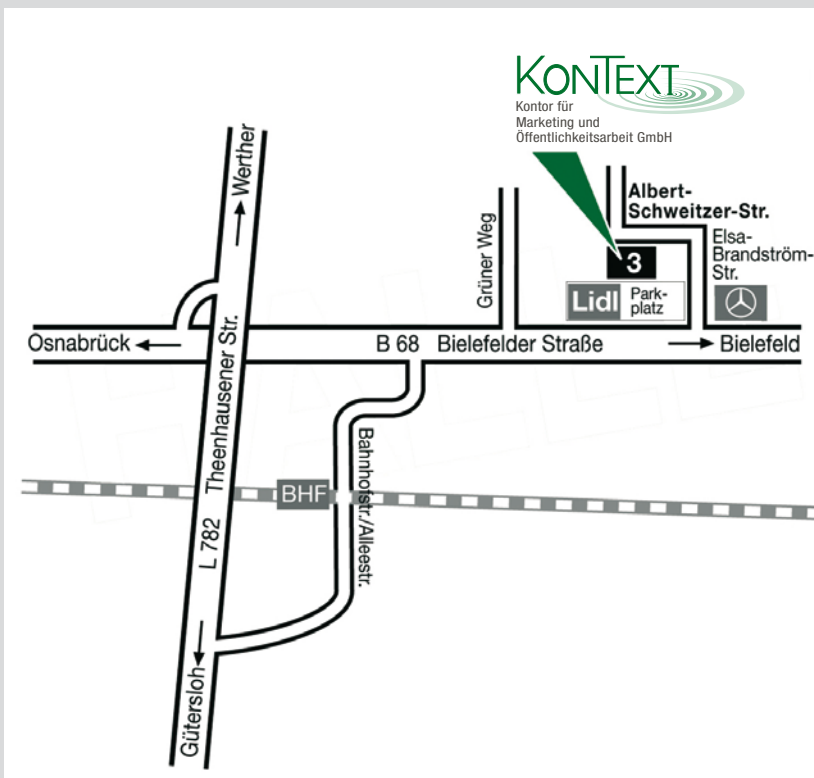 KONTEXT
Kontor für
Marketing und
Öffentlichkeitsarbeit GmbH
Werther
Albert-
Schweitzer-Str.
Grüner Weg
Elsa-
Brandström-
Str.
3
Lidl
Park-
platz
Osnabrück
Theenhausener Str.
B 68
Bielefelder Straße
Bielefeld
Bahnhofstr./Alleestr.
BHF
L 782
Gütersloh
HALLE